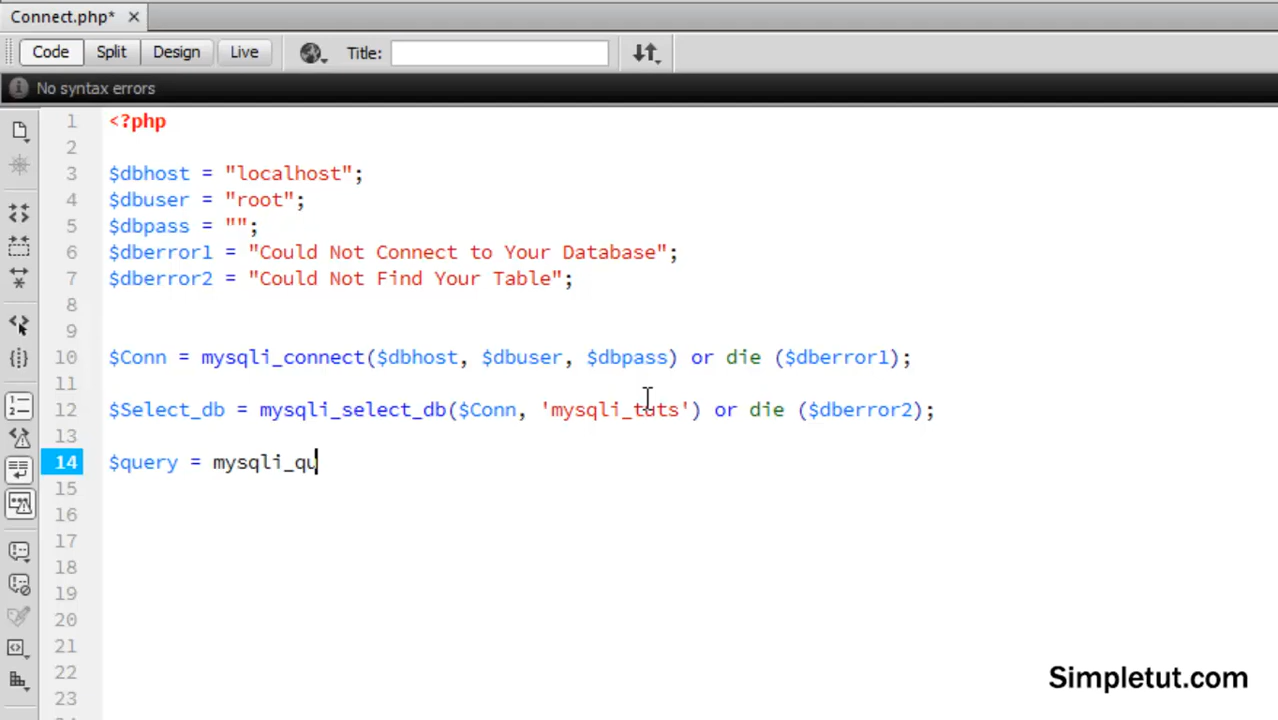 Connect.php* ×
Code Split Design Live Title:
No syntax errors
1 <?php
2
3 $dbhost = "localhost";
4 $dbuser = "root";
5 $dbpass = "";
6 $dberror1 = "Could Not Connect to Your Database";
7 $dberror2 = "Could Not Find Your Table";
8
9
10 $Conn = mysqli_connect($dbhost, $dbuser, $dbpass) or die ($dberror1);
11
12 $Select_db = mysqli_select_db($Conn, 'mysqli_tuts') or die ($dberror2);
13
14 $query = mysqli_qu
15
16
17
18
19
20
21
22
23
Simpletut.com